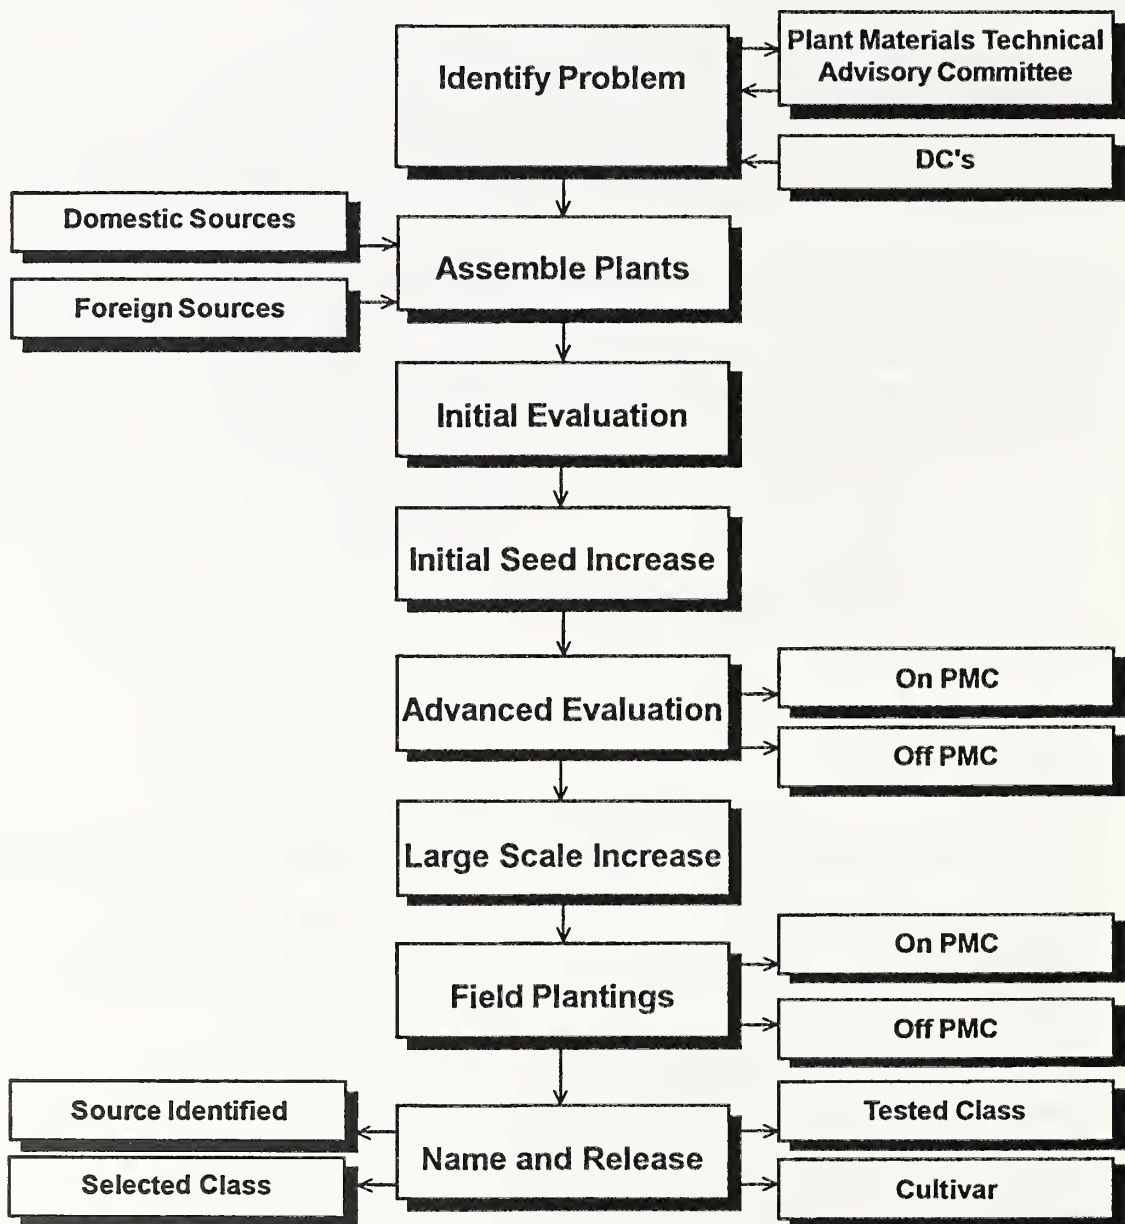 Identify Problem
Plant Materials Technical
Advisory Committee
DC's
Domestic Sources
Foreign Sources
Assemble Plants
Initial Evaluation
Initial Seed Increase
Advanced Evaluation
On PMC
Off PMC
Large Scale Increase
Field Plantings
On PMC
Off PMC
Source Identified
Selected Class
Name and Release
Tested Class
Cultivar